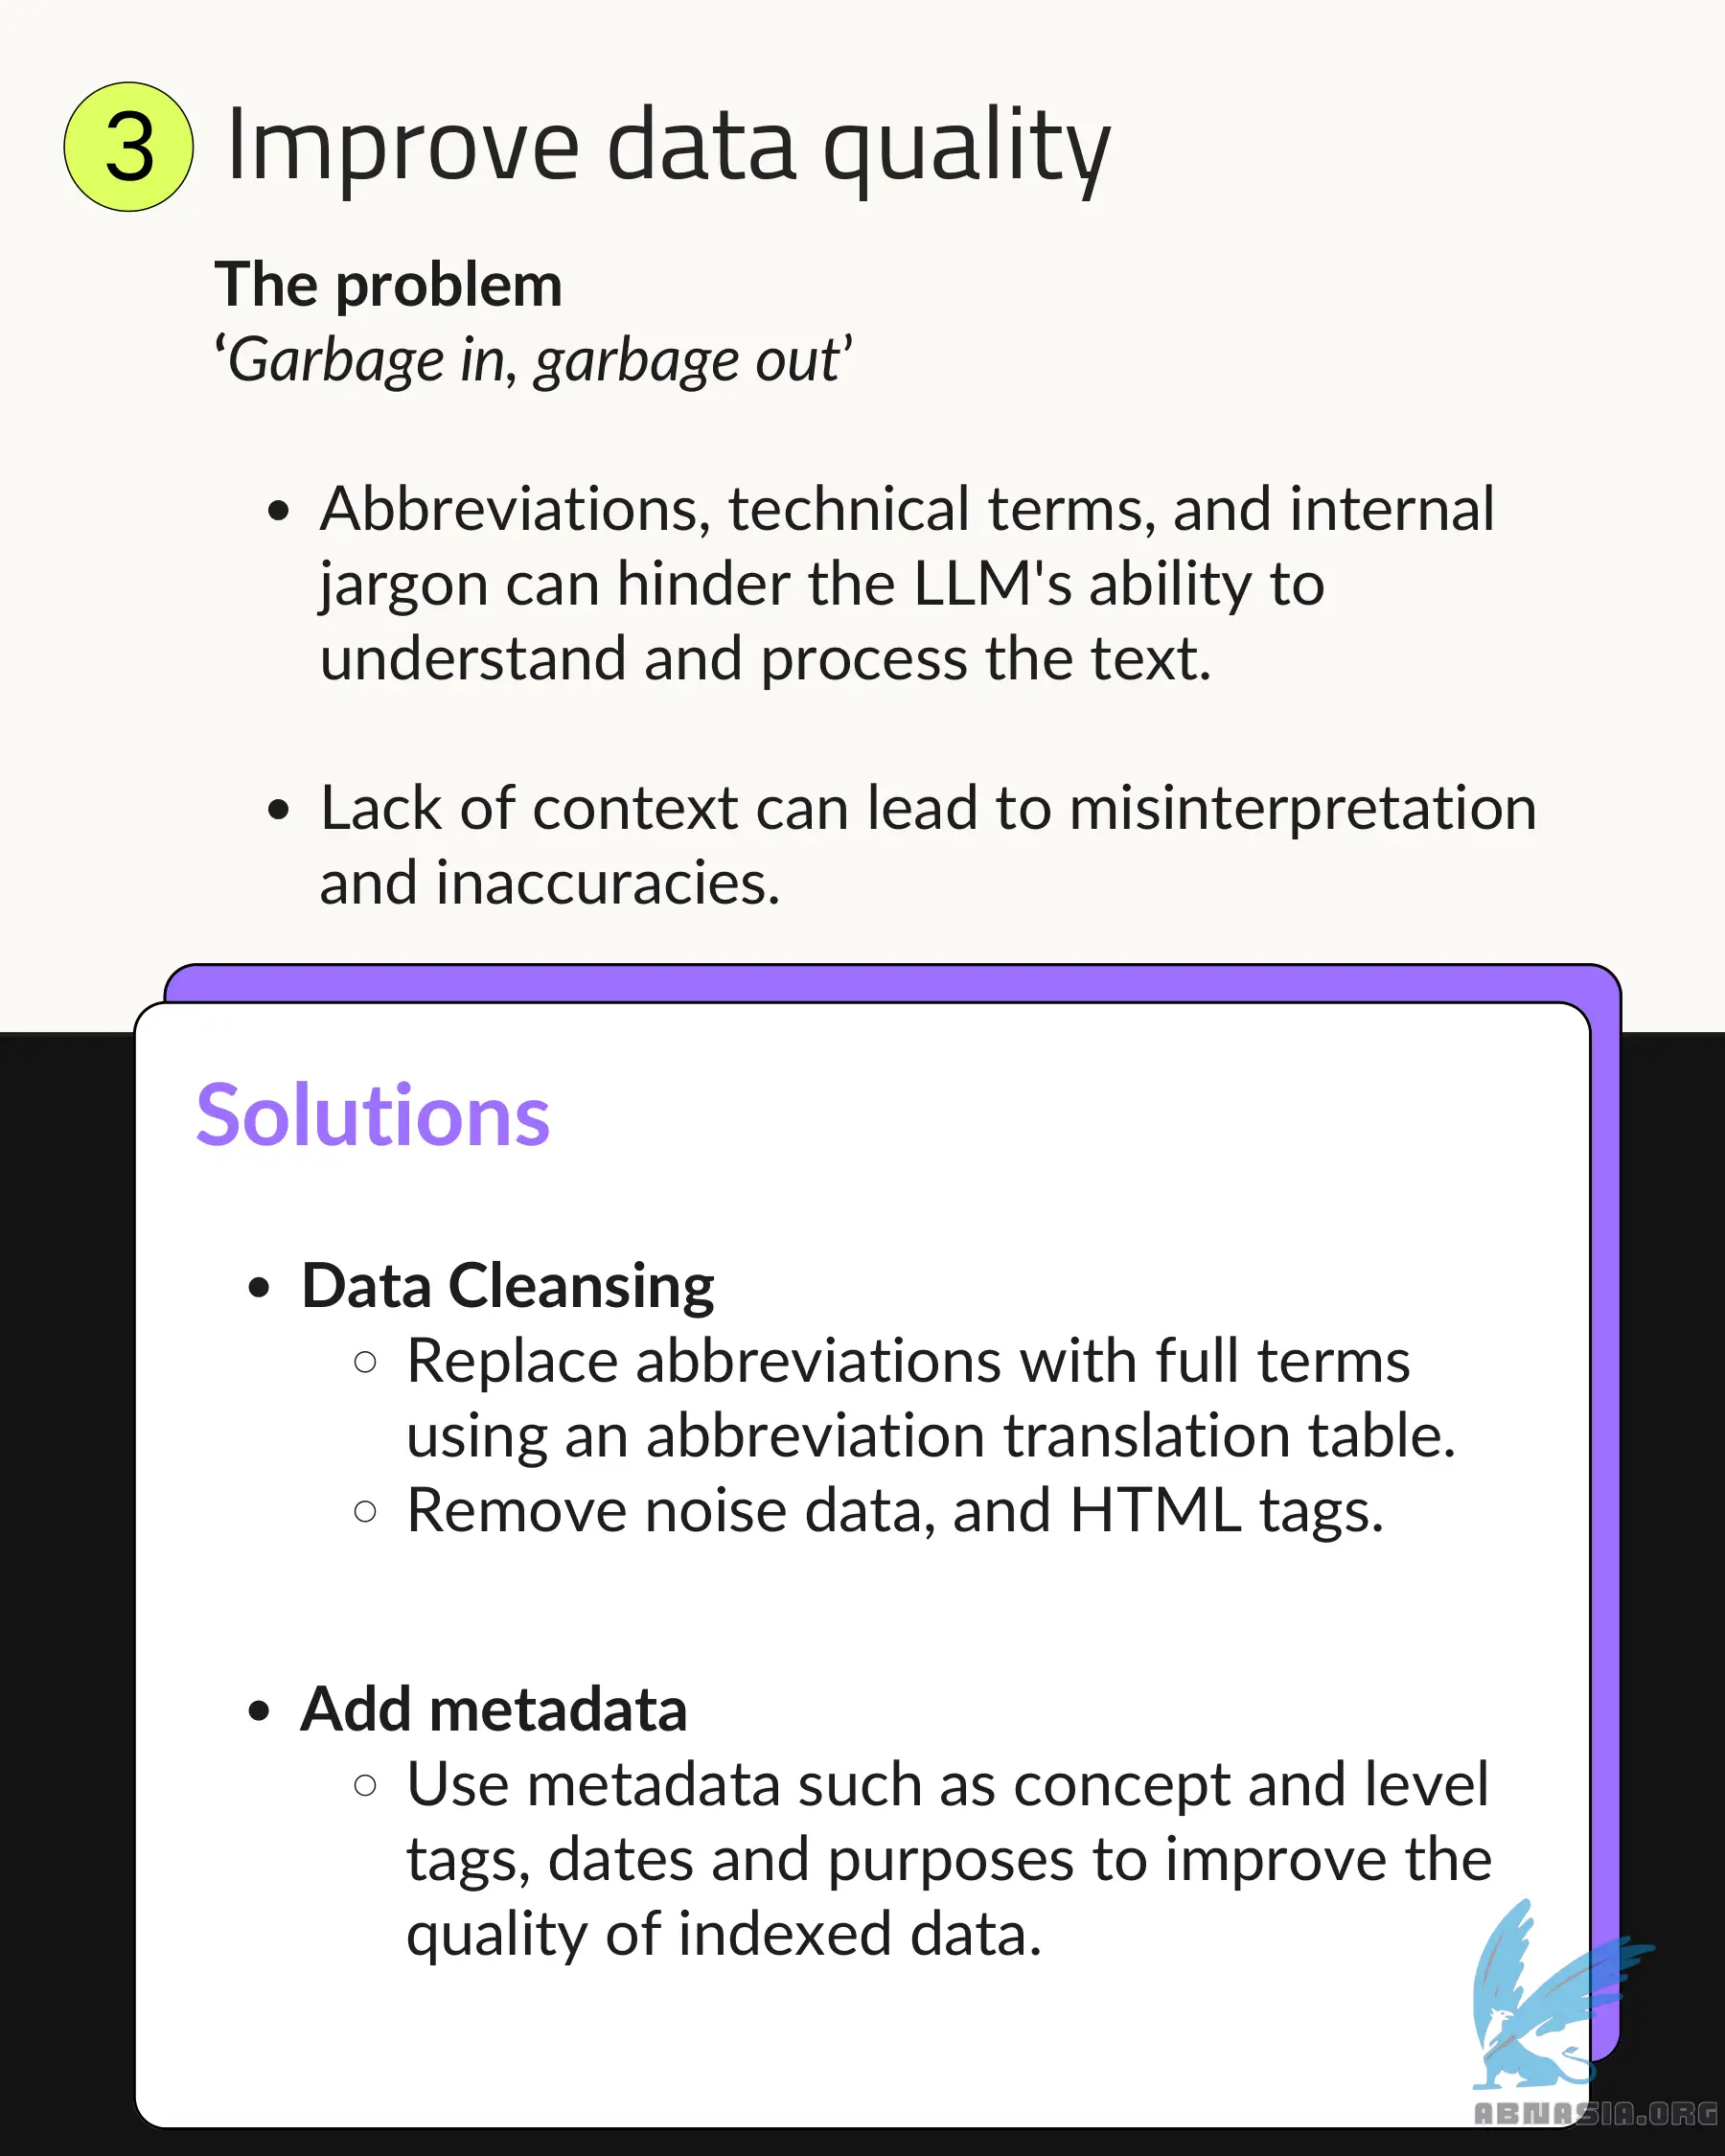 3 Improve data quality
The problem
‘Garbage in, garbage out’
• Abbreviations, technical terms, and internal
jargon can hinder the LLM's ability to
understand and process the text.
• Lack of context can lead to misinterpretation
and inaccuracies.
Solutions
• Data Cleansing
○ Replace abbreviations with full terms
using an abbreviation translation table.
○ Remove noise data, and HTML tags.
• Add metadata
○ Use metadata such as concept and level
tags, dates and purposes to improve the
quality of indexed data.
ABNASIA.ORG